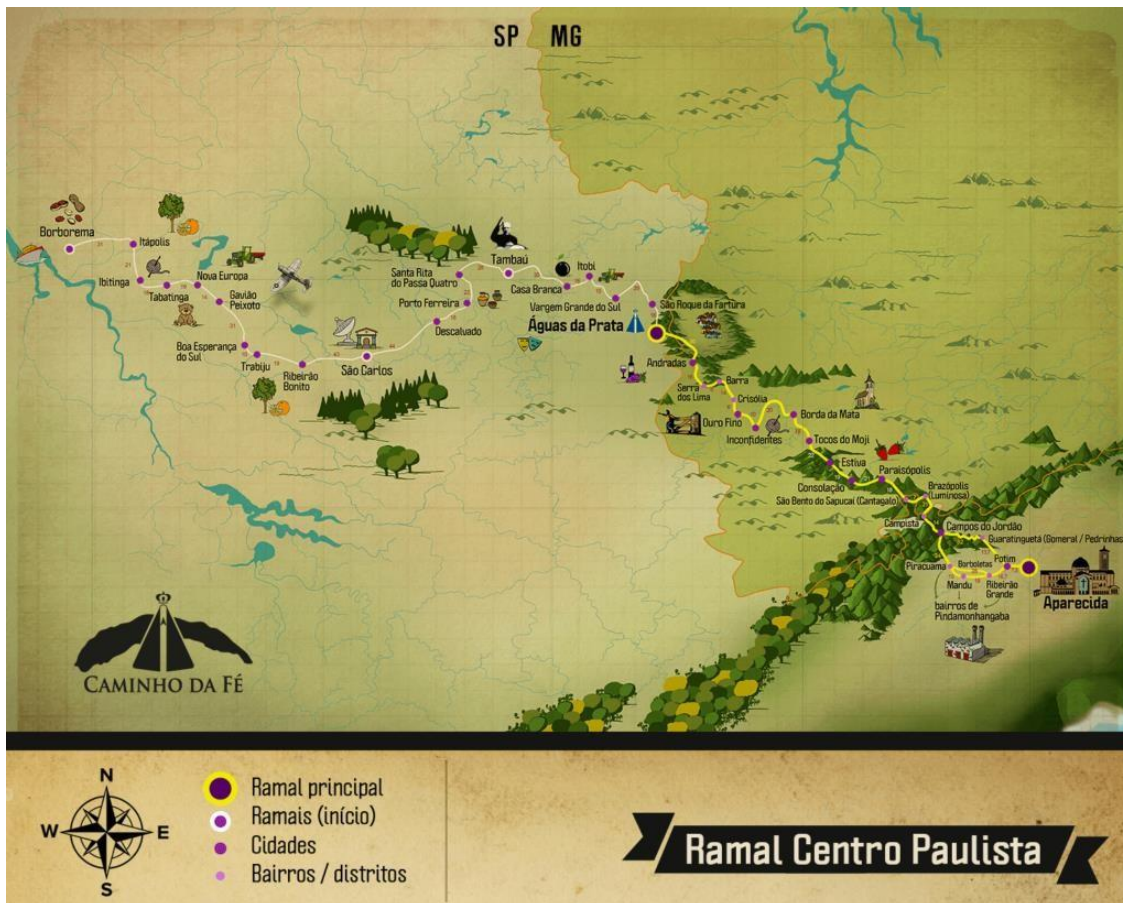 SP MG
Borborema
Itápolis
Ibitinga
Tabatinga
Nova Europa
Gavião
Peixoto
Boa Esperança
do Sul
Trabiju
Ribeirão
Bonito
São Carlos
Descalvado
Porto Ferreira
Santa Rita
do Passa Quatro
Tambaú
Casa Branca
Itobi
Vargem Grande do Sul
São Roque da Fartura
Águas da Prata
Andradas
Serra
dos Lima
Barra
Crisólia
Ouro Fino
Inconfidentes
Borda da Mata
Tocos do Moji
Estiva
Consolação
Paraisópolis
São Bento do Sapucaí (Cantagalo)
Brazópolis
(Luminosa)
Campista
Campos do Jordão
Guaratinguetá (Gomeral / Pedrinhas
Piracuama
Borboletas
Potim
Mandu
Ribeirão
Grande
bairros de
Pindamonhangaba
Aparecida
CAMINHO DA FÉ
N
W E
S
Ramal principal
Ramais (início)
Cidades
Bairros / distritos
Ramal Centro Paulista